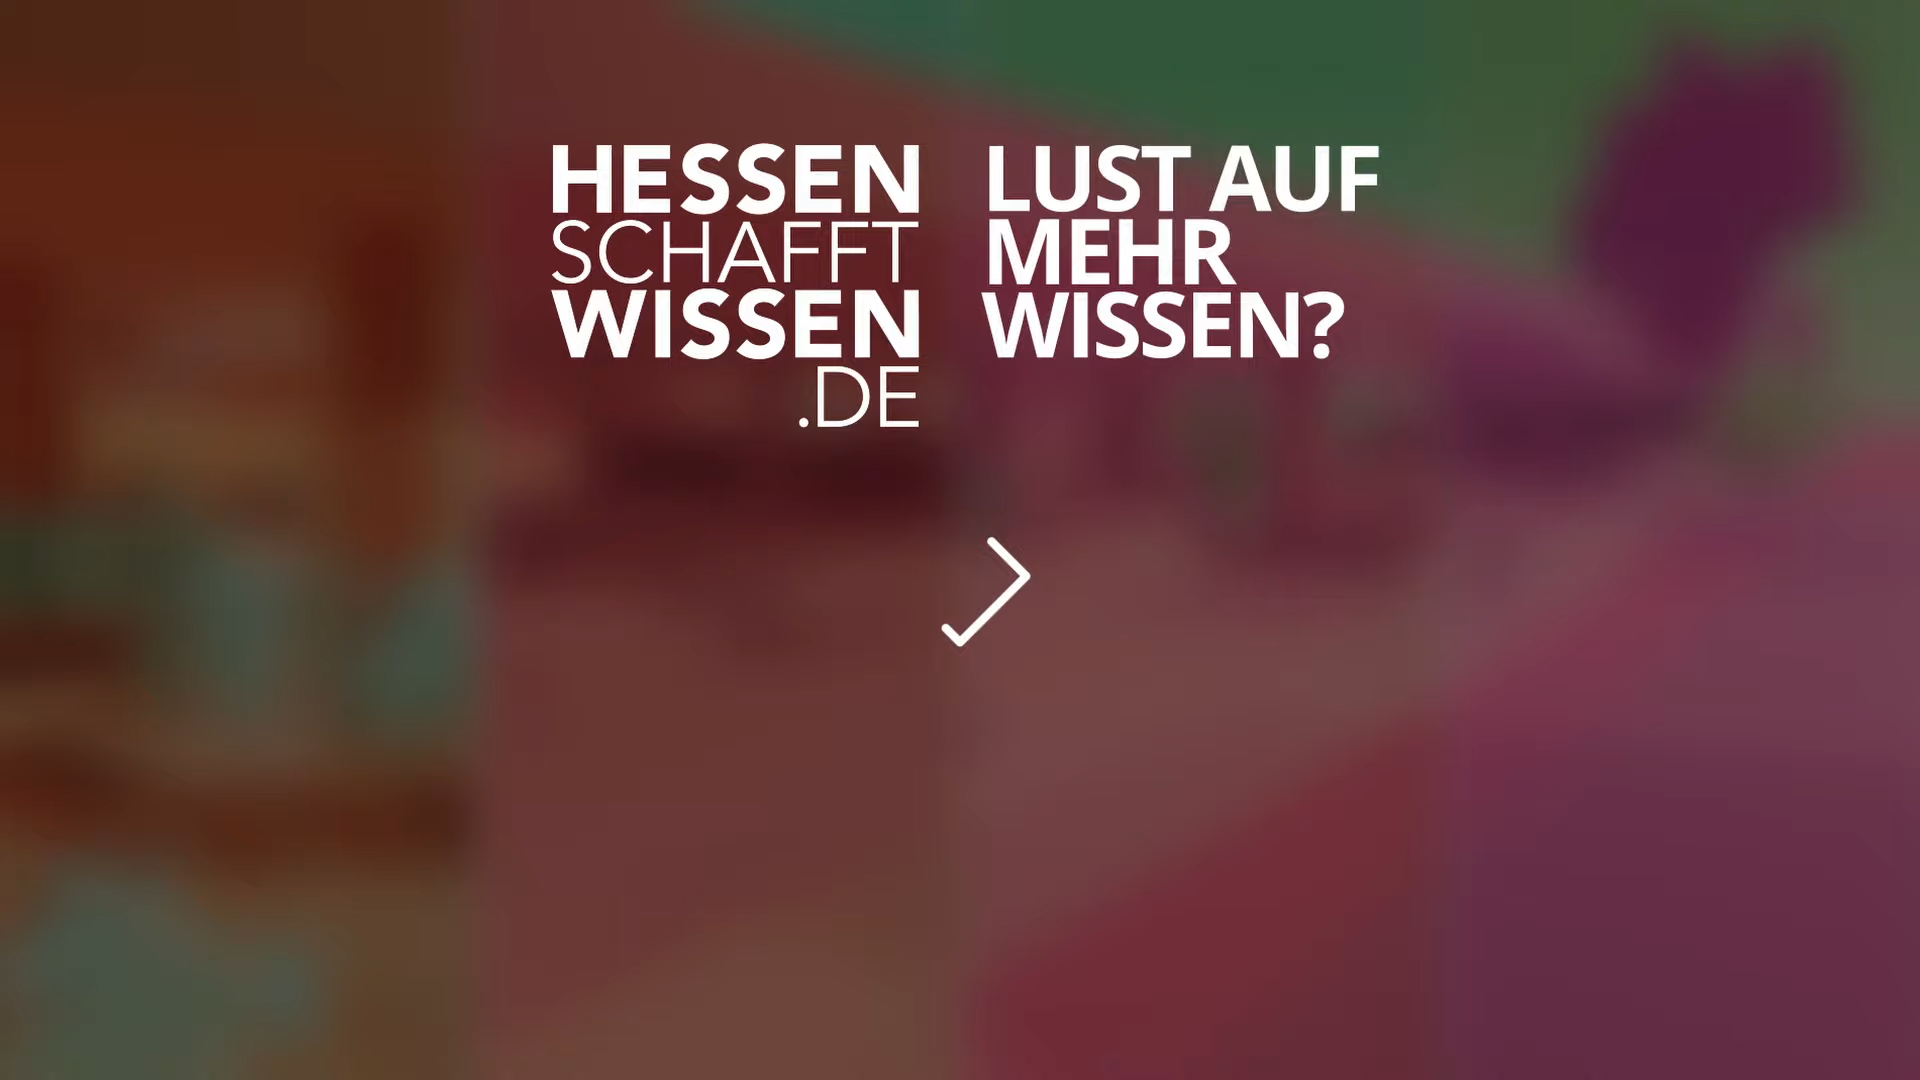 HESSEN
SCHAFFT
WISSEN
.DE
LUST AUF
MEHR
WISSEN?